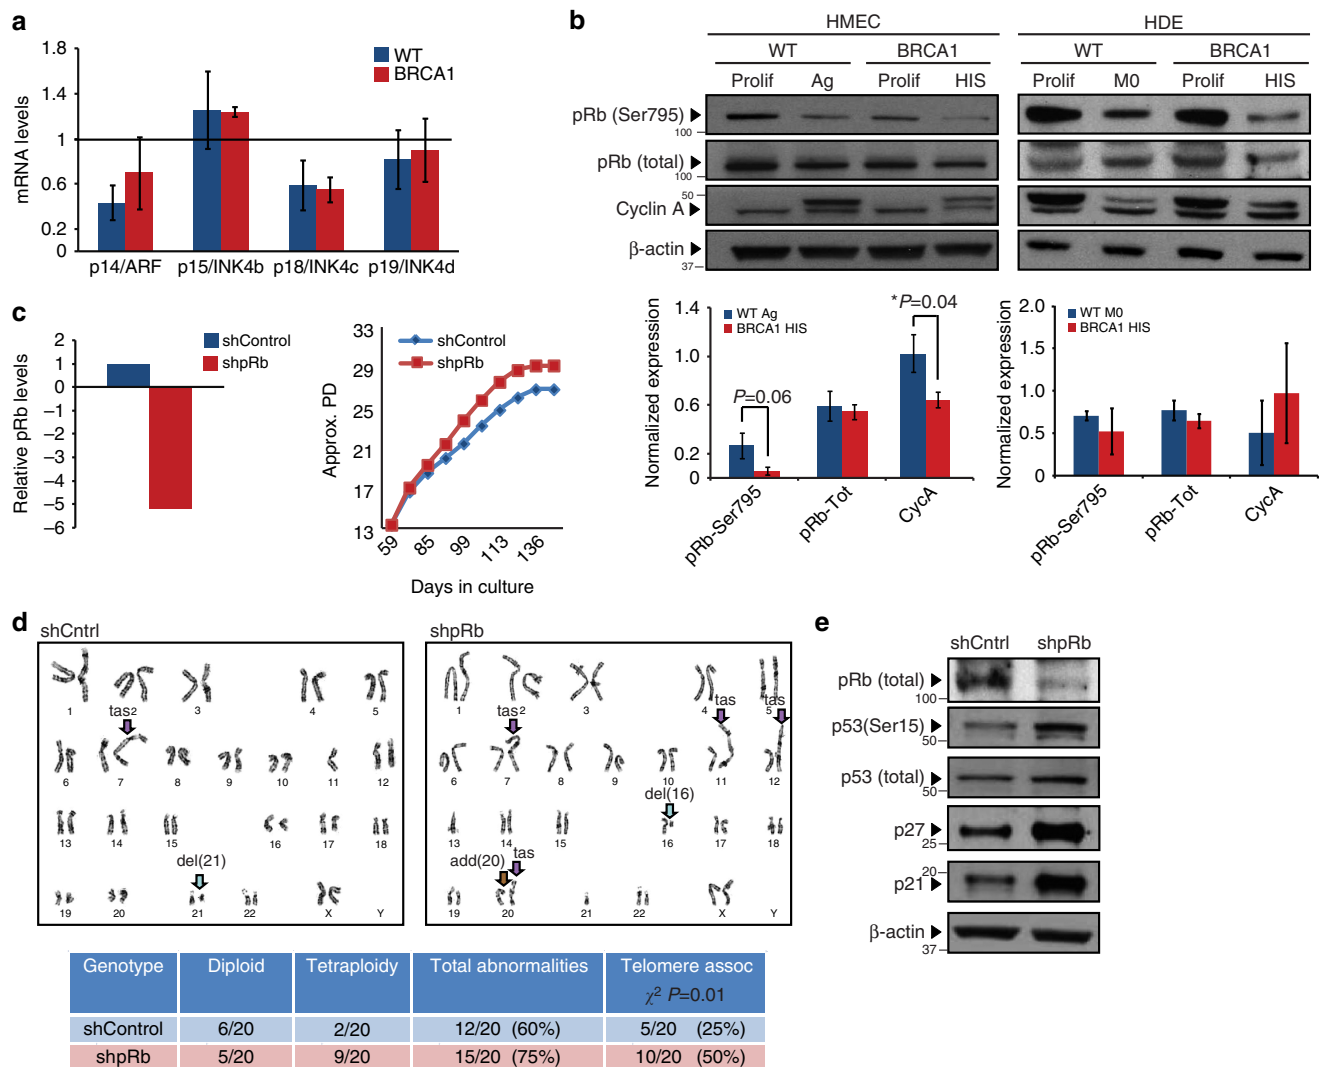 a
1.8
1.4
1
0.6
0.2
0
mRNA levels
WT
BRCA1
p14/ARF p15/INK4b p18/INK4c p19/INK4d
b
HMEC HDE
WT BRCA1 WT BRCA1
Prolif Ag Prolif HIS Prolif M0 Prolif HIS
pRb (Ser795)
100
pRb (total)
100
50
Cyclin A
β-actin
37
1.4
1.0
0.6
0.2
0
Normalized expression
WT Ag
BRCA1 HIS
P=0.06
*P=0.04
pRb-Ser795 pRb-Tot CycA
2.0
1.5
1.0
0.5
0
Normalized expression
WT M0
BRCA1 HIS
pRb-Ser795 pRb-Tot CycA
c
2
1
0
–1
–2
–3
–4
–5
–6
Relative pRb levels
shControl
shpRb
33
29
25
21
17
13
Approx. PD
shControl
shpRb
59 85 99 113 136
Days in culture
d
shCntrl
1 2 3 4 5
tas
6 7 8 9 10 11 12
13 14 15 16 17 18
del(21)
19 20 21 22 X Y
shpRb
1 2 3 4 5
tas tas tas
6 7 8 9 10 11 12
del(16)
13 14 15 16 17 18
add(20) tas
19 20 21 22 X Y
Genotype Diploid Tetraploidy Total abnormalities Telomere assoc
χ2 P=0.01
shControl 6/20 2/20 12/20 (60%) 5/20 (25%)
shpRb 5/20 9/20 15/20 (75%) 10/20 (50%)
e
shCntrl shpRb
pRb (total)
100
p53(Ser15)
50
p53 (total)
50
p27
25
20
p21
β-actin
37